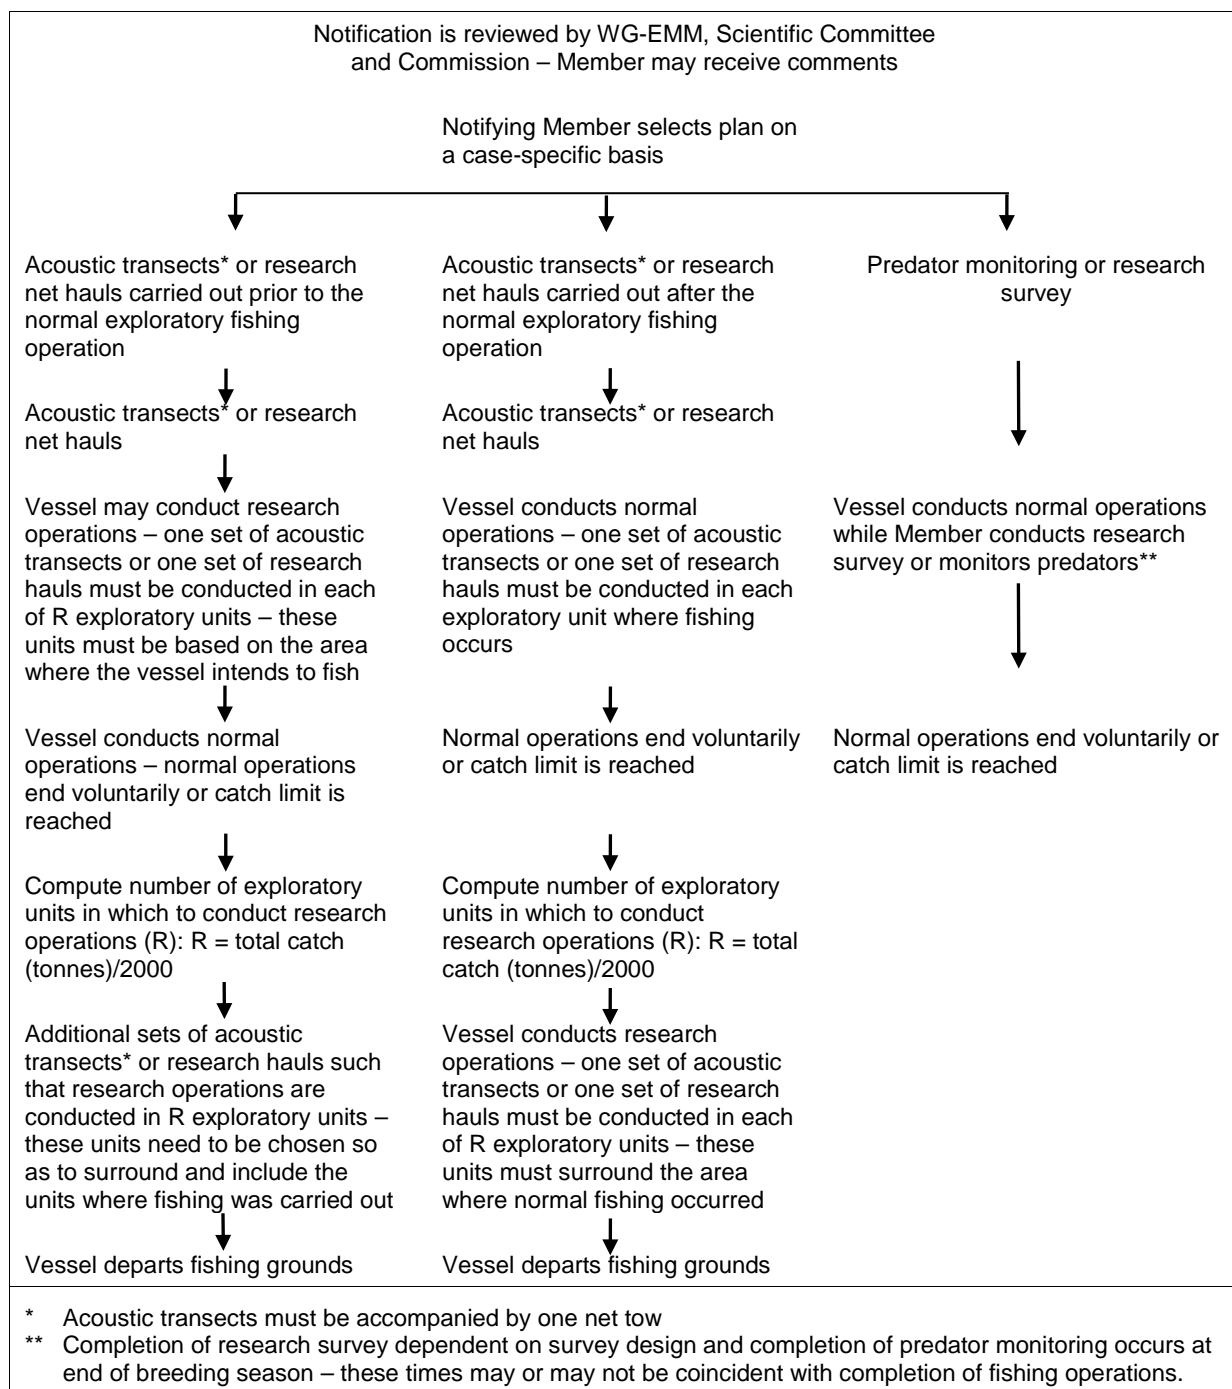 Notification is reviewed by WG-EMM, Scientific Committee
and Commission – Member may receive comments
Notifying Member selects plan on
a case-specific basis
Acoustic transects* or research
net hauls carried out prior to the
normal exploratory fishing
operation
Acoustic transects* or research
net hauls
Vessel may conduct research
operations – one set of acoustic
transects or one set of research
hauls must be conducted in each
of R exploratory units – these
units must be based on the area
where the vessel intends to fish
Vessel conducts normal
operations – normal operations
end voluntarily or catch limit is
reached
Compute number of exploratory
units in which to conduct research
operations (R): R = total catch
(tonnes)/2000
Additional sets of acoustic
transects* or research hauls such
that research operations are
conducted in R exploratory units –
these units need to be chosen so
as to surround and include the
units where fishing was carried out
Vessel departs fishing grounds
Acoustic transects* or research
net hauls carried out after the
normal exploratory fishing
operation
Acoustic transects* or research
net hauls
Vessel conducts normal
operations – one set of acoustic
transects or one set of research
hauls must be conducted in each
exploratory unit where fishing
occurs
Normal operations end voluntarily
or catch limit is reached
Compute number of exploratory
units in which to conduct
research operations (R): R = total
catch (tonnes)/2000
Vessel conducts research
operations – one set of acoustic
transects or one set of research
hauls must be conducted in each
of R exploratory units – these
units must surround the area
where normal fishing occurred
Vessel departs fishing grounds
Predator monitoring or research
survey
Vessel conducts normal operations
while Member conducts research
survey or monitors predators**
Normal operations end voluntarily or
catch limit is reached
* Acoustic transects must be accompanied by one net tow
** Completion of research survey dependent on survey design and completion of predator monitoring occurs at
end of breeding season – these times may or may not be coincident with completion of fishing operations.